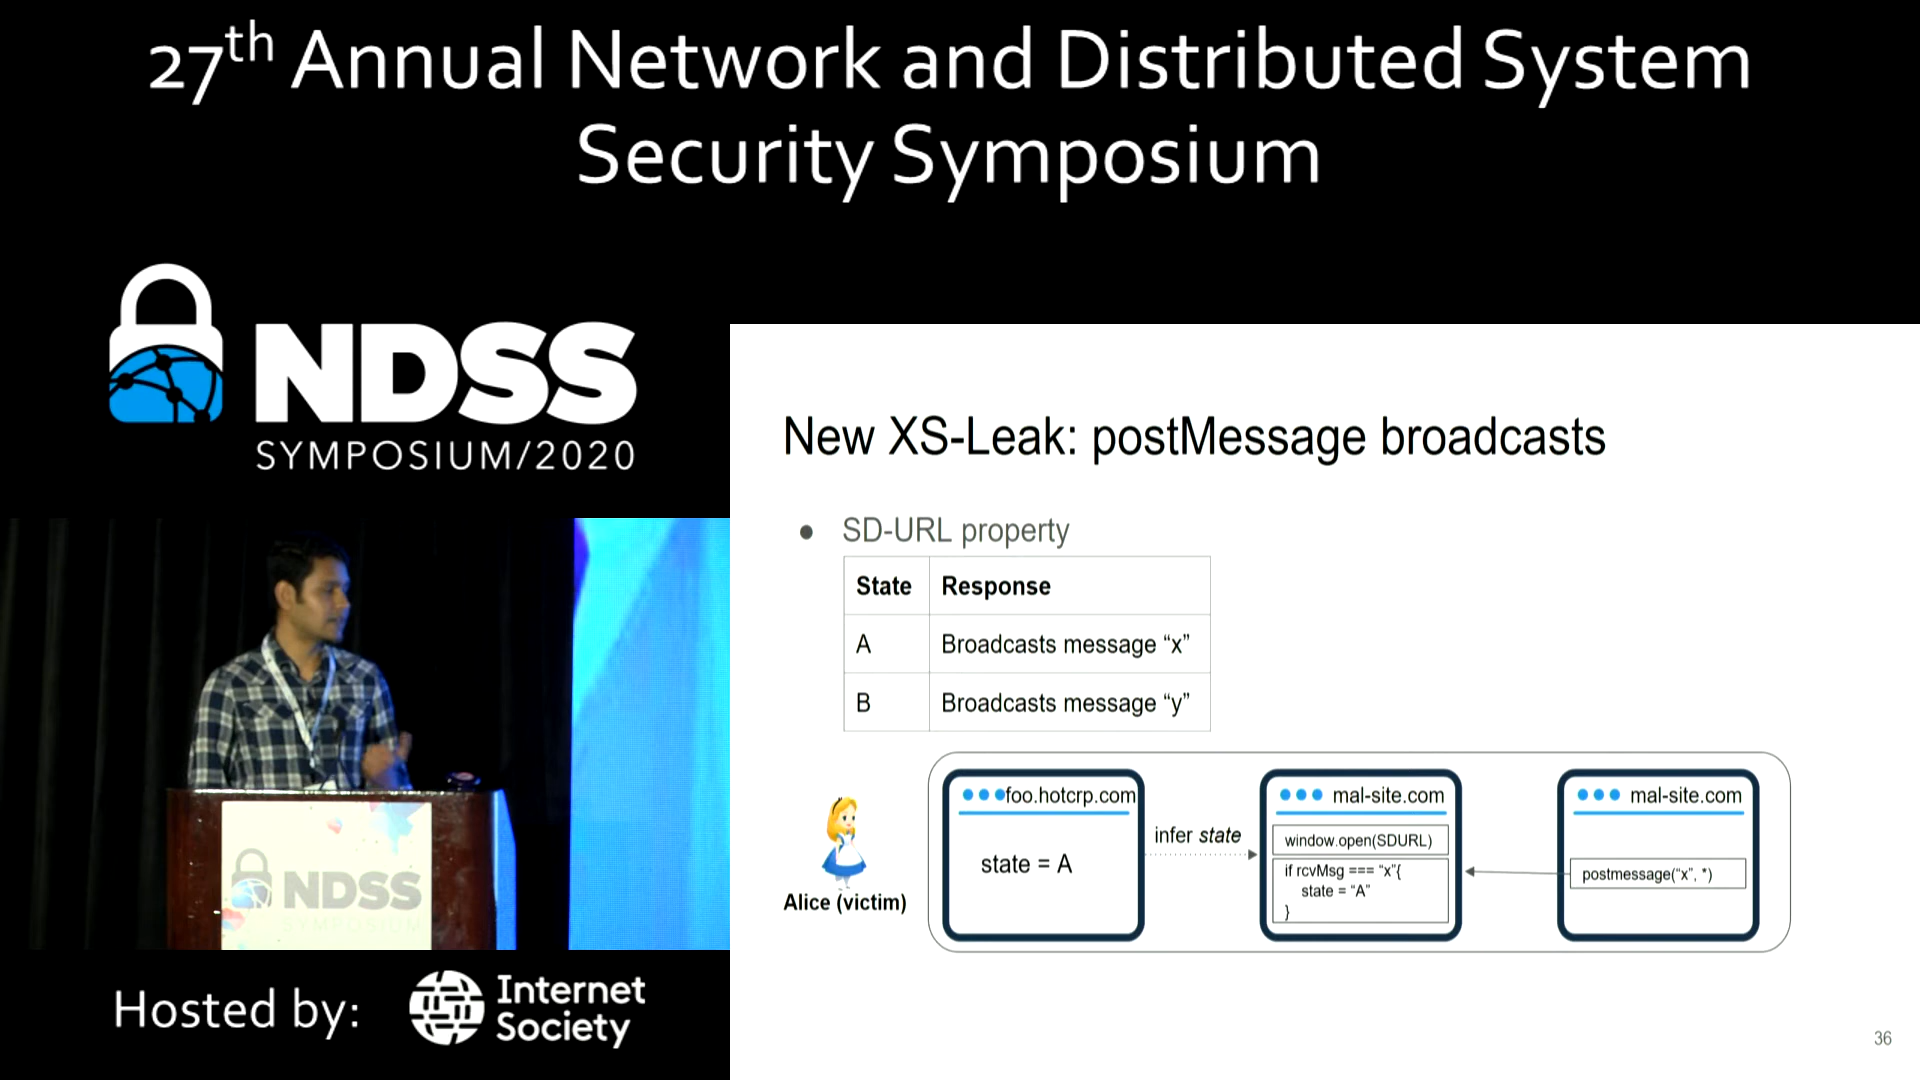 27th Annual Network and Distributed System
Security Symposium
NDSS
SYMPOSIUM/2020
New XS-Leak: postMessage broadcasts
● SD-URL property
State Response
A Broadcasts message “x”
B Broadcasts message “y”
foo.hotcrp.com
state = A
infer state
mal-site.com
window.open(SDURL)
if rcvMsg === “x”{
state = “A”
}
mal-site.com
postmessage(“x”, *)
Alice (victim)
NDSS
SYMPOSIUM
Hosted by:
Internet
Society
36